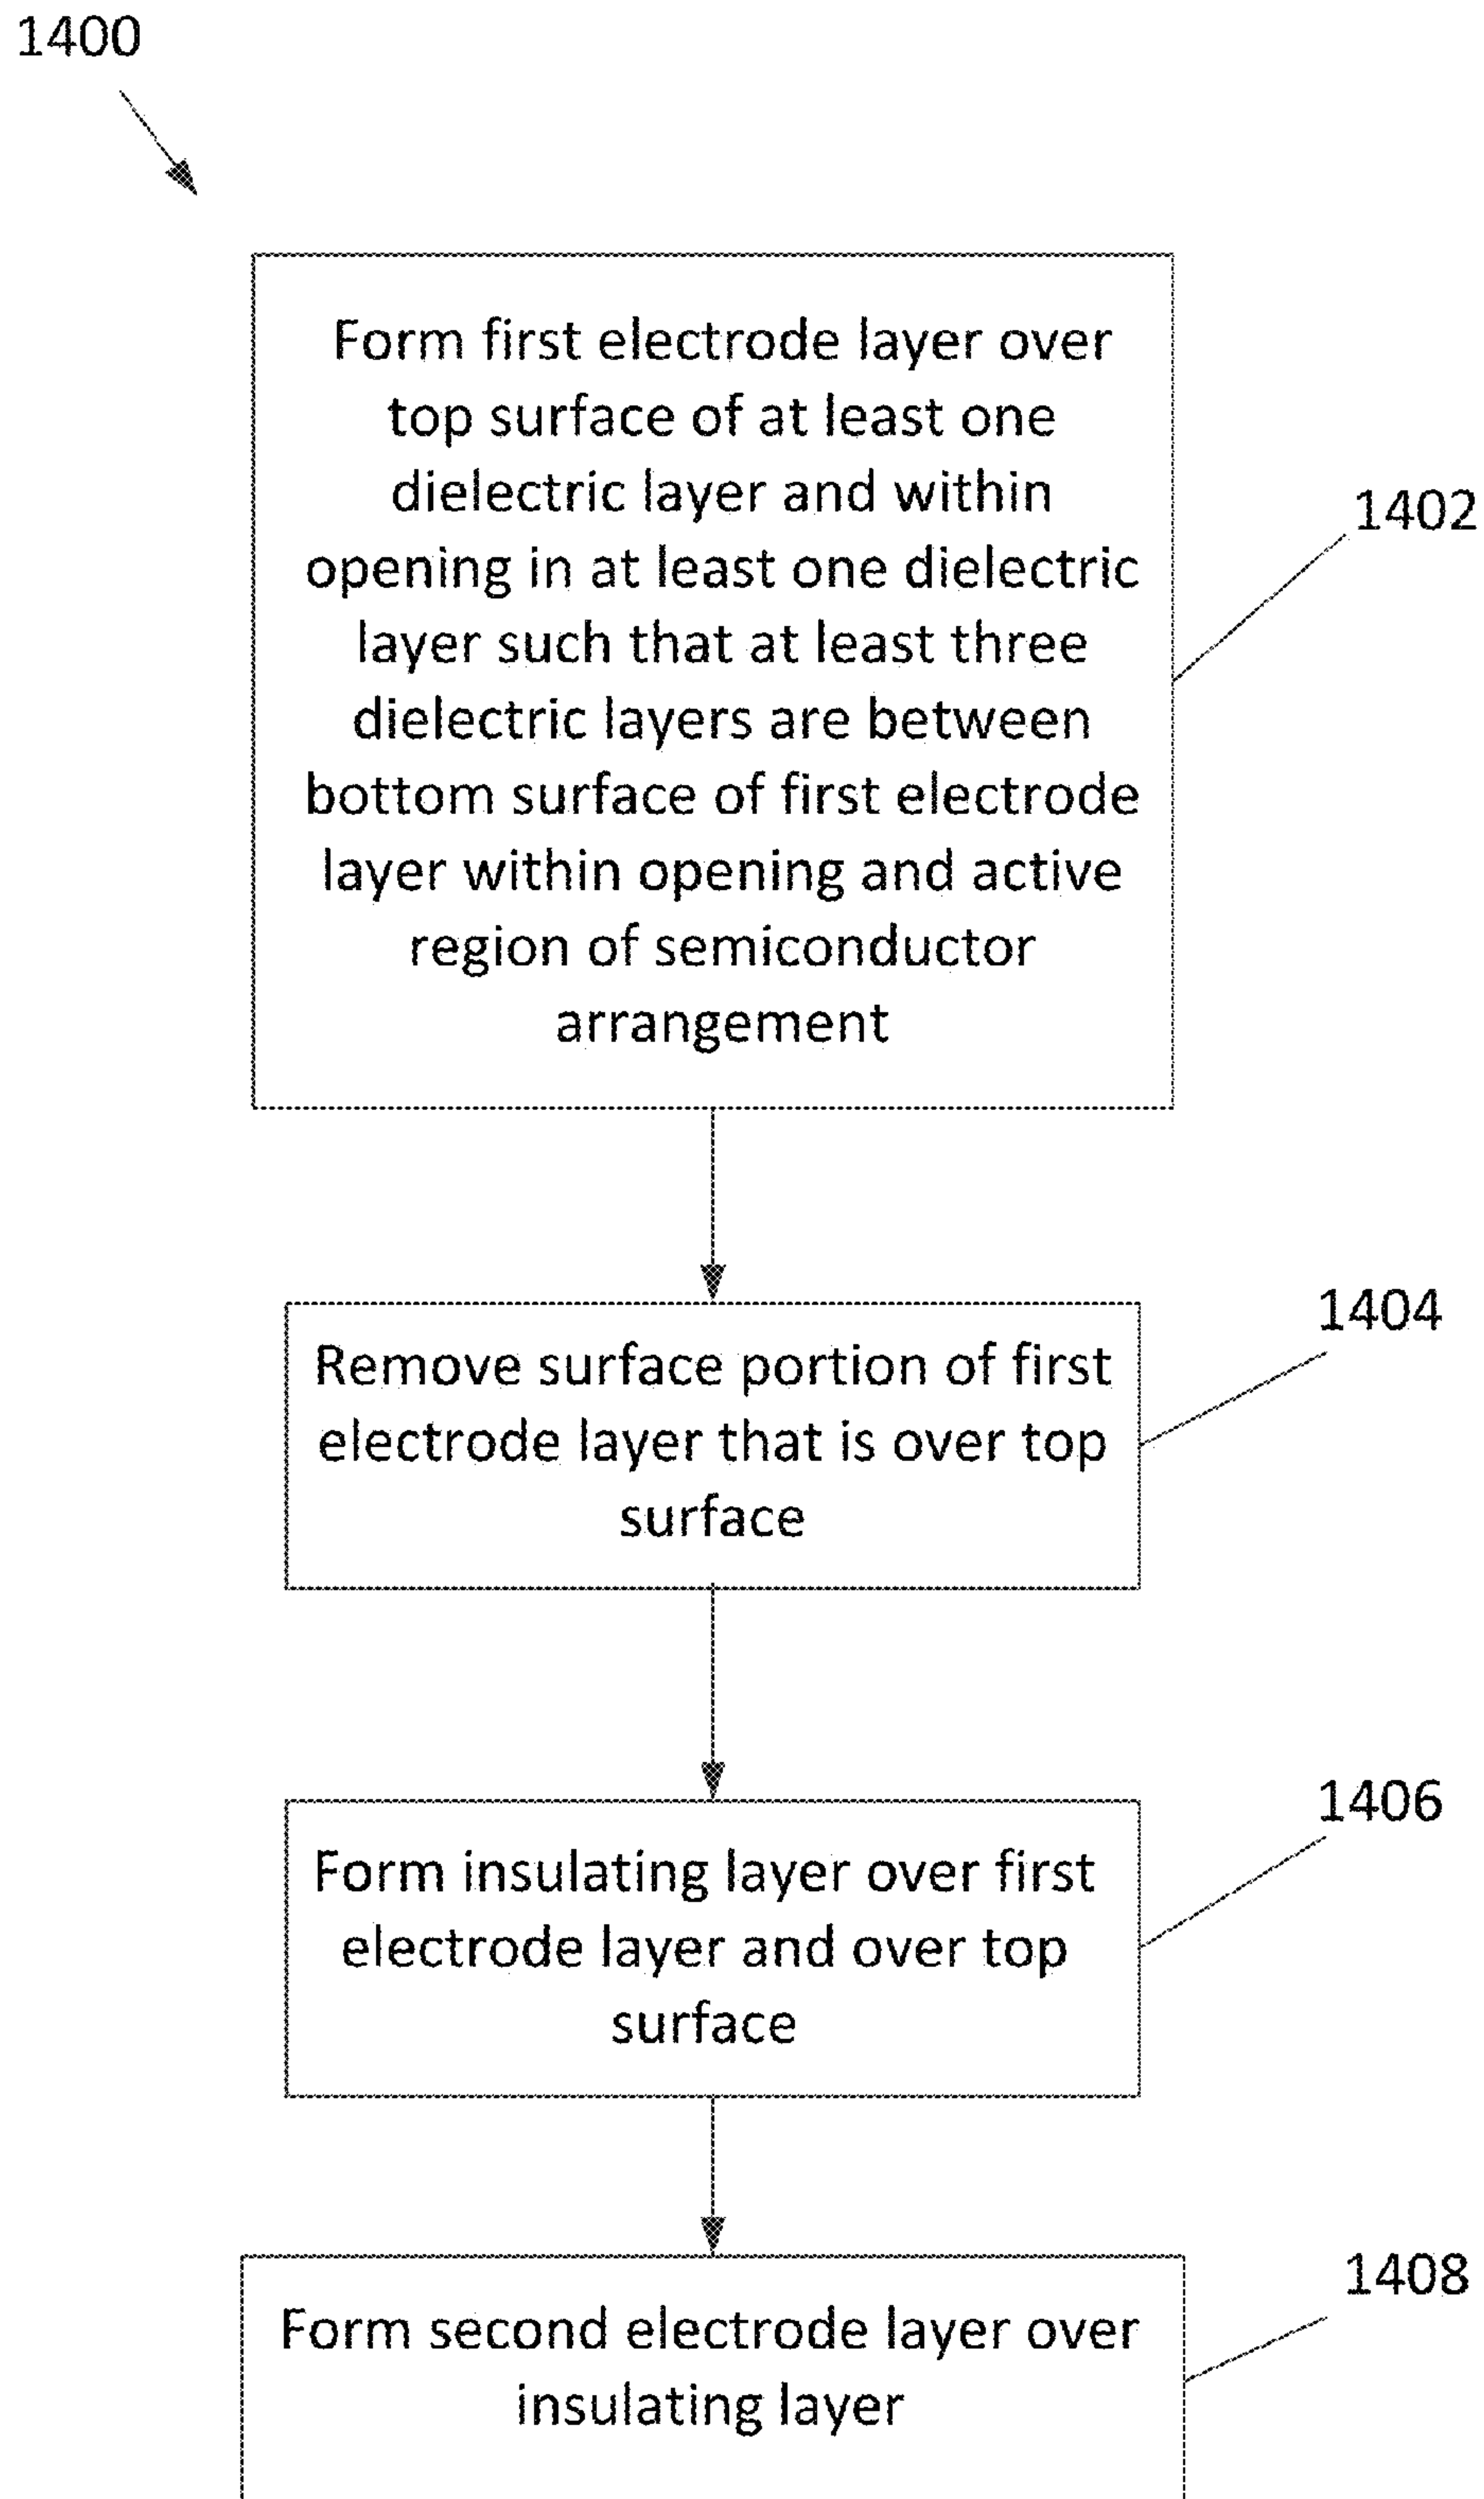 1400
Form first electrode layer over
top surface of at least one
dielectric layer and within
opening in at least one dielectric
layer such that at least three
dielectric layers are between
bottom surface of first electrode
layer within opening and active
region of semiconductor
arrangement
1402
Remove surface portion of first
electrode layer that is over top
surface
1404
Form insulating layer over first
electrode layer and over top
surface
1406
Form second electrode layer over
insulating layer
1408